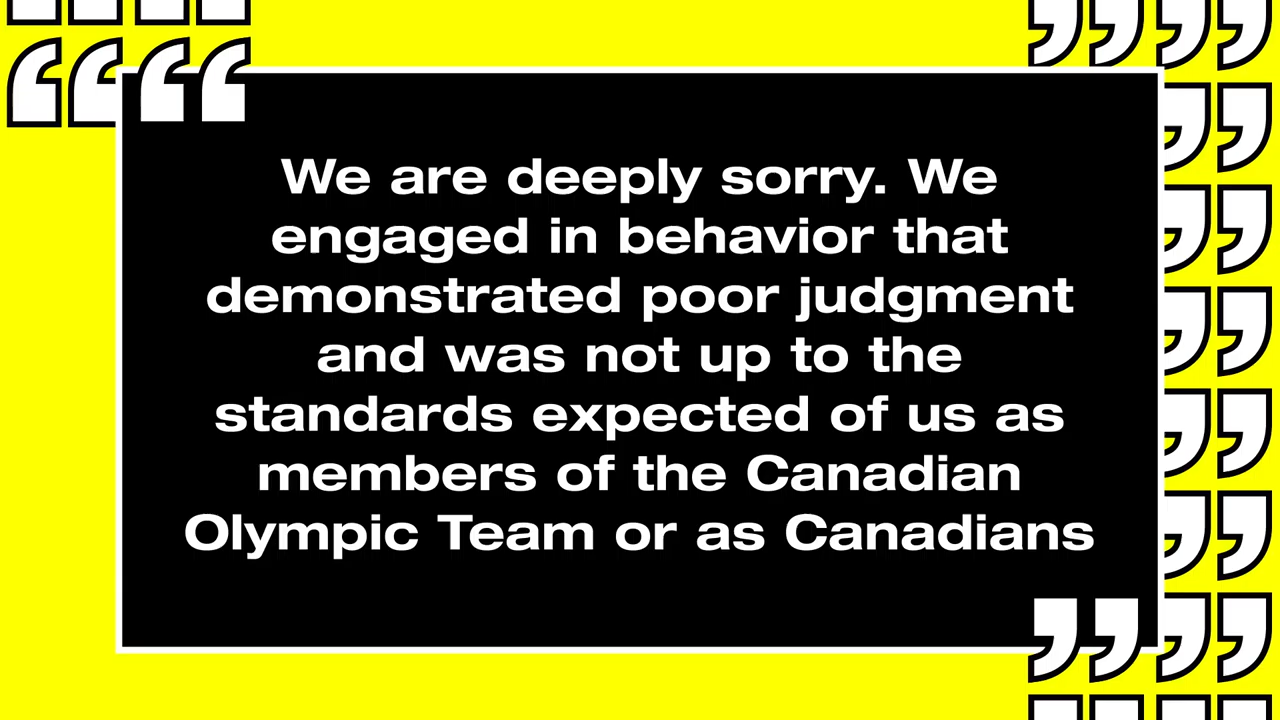 We are deeply sorry. We
engaged in behavior that
demonstrated poor judgment
and was not up to the
standards expected of us as
members of the Canadian
Olympic Team or as Canadians